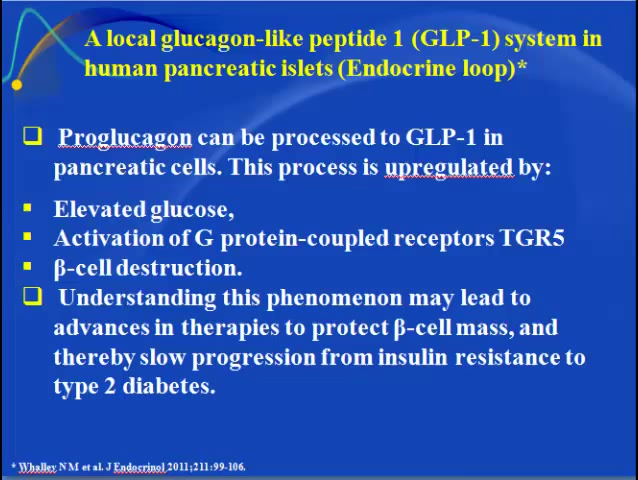 A local glucagon-like peptide 1 (GLP-1) system in
human pancreatic islets (Endocrine loop)*
❑ Proglucagon can be processed to GLP-1 in
pancreatic cells. This process is upregulated by:
▪ Elevated glucose,
▪ Activation of G protein-coupled receptors TGR5
▪ β-cell destruction.
❑ Understanding this phenomenon may lead to
advances in therapies to protect β-cell mass, and
thereby slow progression from insulin resistance to
type 2 diabetes.
* Whalley N M et al. J Endocrinol 2011;211:99-106.